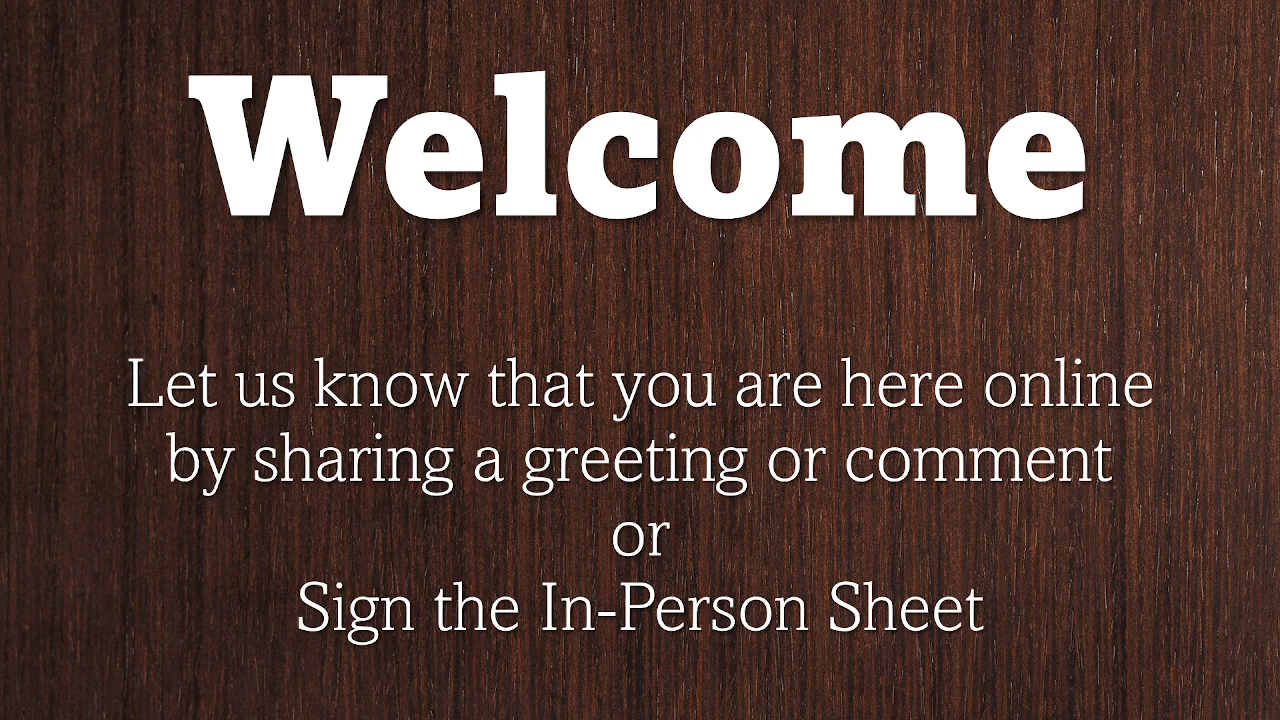 Welcome
Let us know that you are here online
by sharing a greeting or comment
or
Sign the In-Person Sheet